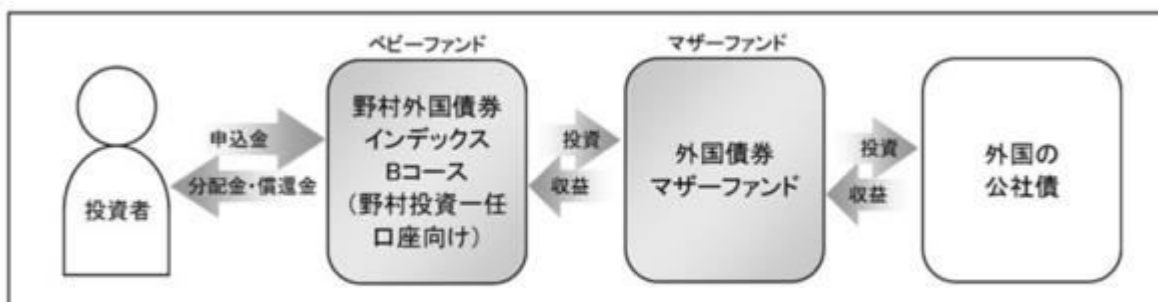 ベビーファンド
マザーファンド
投資者
申込金
分配金・償還金
野村外国債券
インデックス
Bコース
(野村投資一任
口座向け)
投資
収益
外国債券
マザーファンド
投資
収益
外国の
公社債